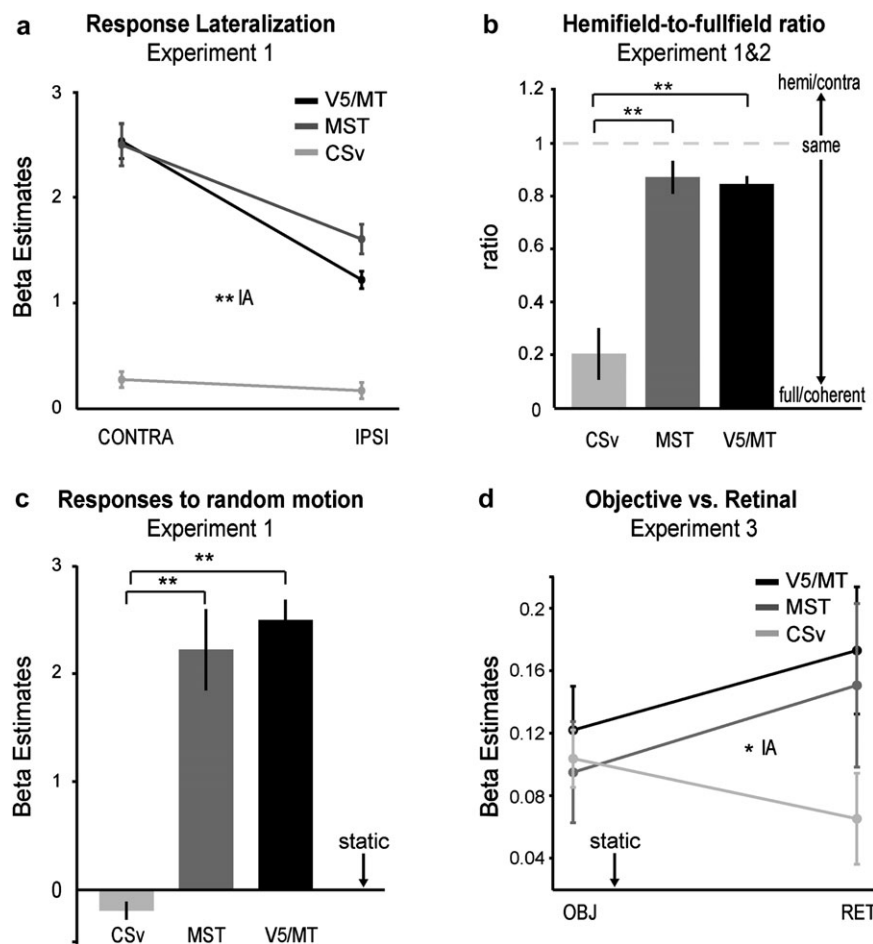 a Response Lateralization
Experiment 1
3
2
1
0
Beta Estimates
V5/MT
MST
CSv
** IA
CONTRA IPSI
b Hemifield-to-fullfield ratio
Experiment 1&2
1.2
1
0.8
0.6
0.4
0.2
0
ratio
**
**
hemi/contra
same
full/coherent
CSv MST V5/MT
c Responses to random motion
Experiment 1
3
2
1
0
Beta Estimates
**
**
static
CSv MST V5/MT
d Objective vs. Retinal
Experiment 3
0.2
0.16
0.12
0.08
0.04
Beta Estimates
V5/MT
MST
CSv
* IA
static
OBJ RET